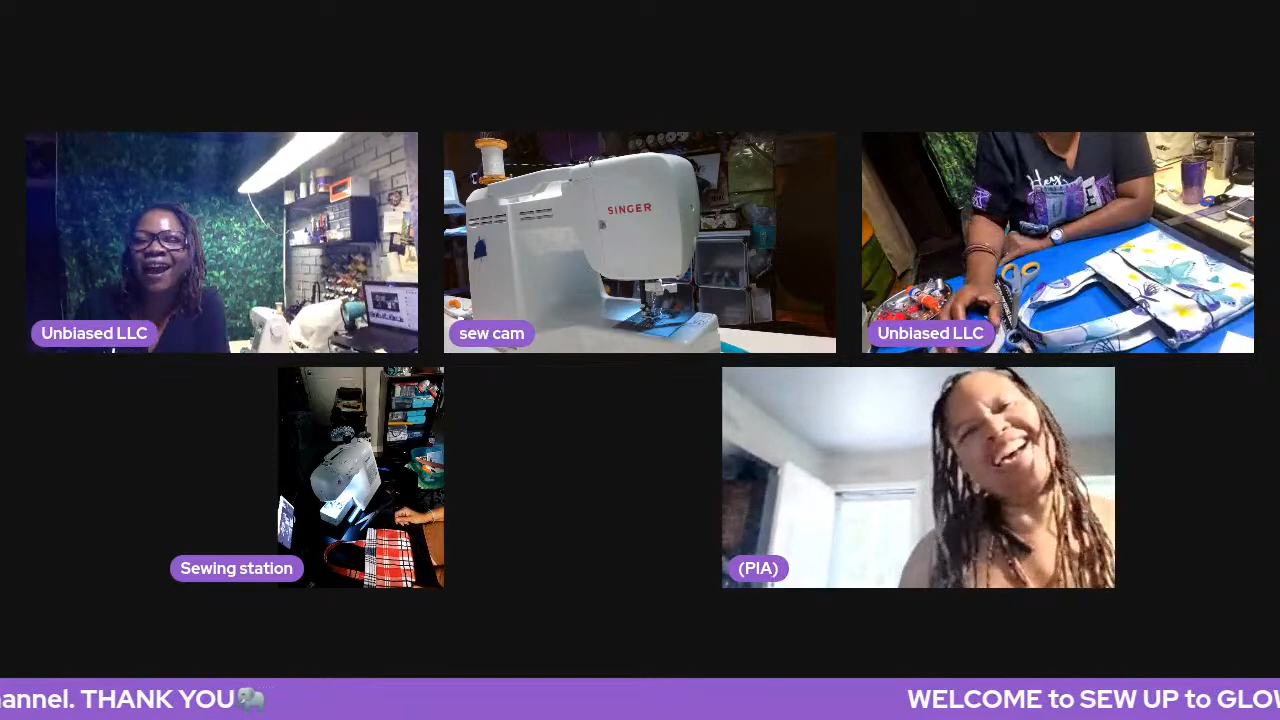 Unbiased LLC
sew cam
SINGER
Unbiased LLC
Sewing station
(PIA)
annel. THANK YOU🐘
WELCOME to SEW UP to GLOW